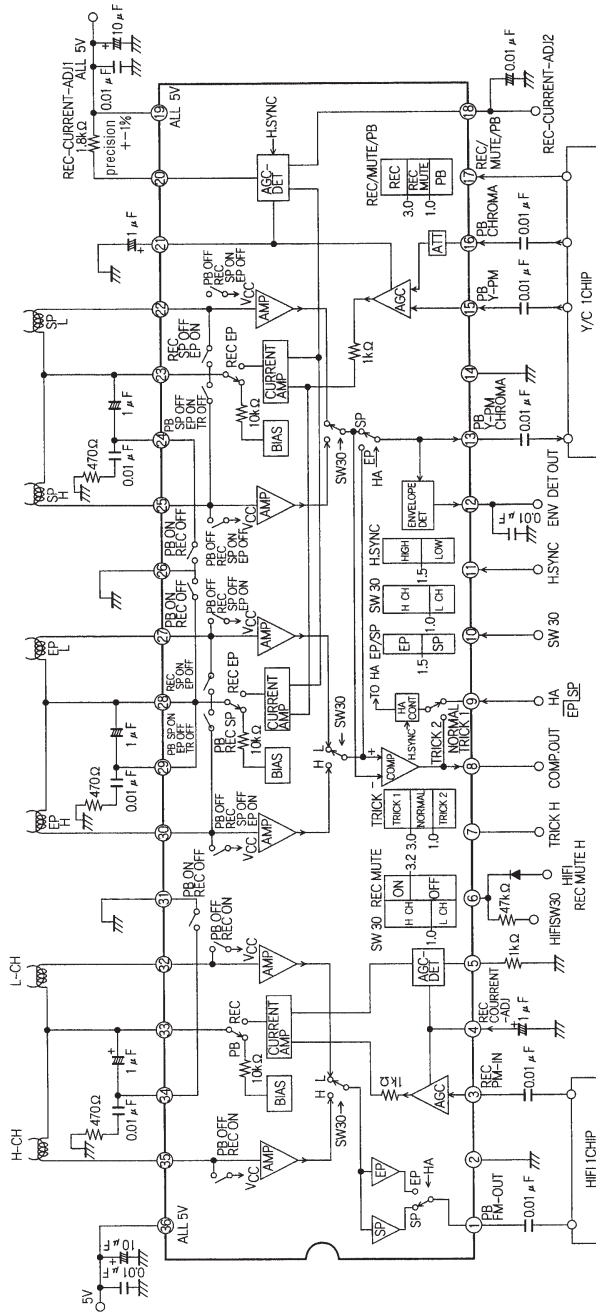 REC-CURRENT-ADJ1
ALL 5V
0.01 μF
10 μF
+
1.8kΩ
precision
+-1%
19
ALL 5V
20
AGC-DET
H.SYNC
18
0.01 μF
REC-CURRENT-ADJ2
1 μF
+
21
REC/MUTE/PB
REC
3.0
REC MUTE
1.0
PB
17
REC/MUTE/PB
ATT
16
PB CHROMA
0.01 μF
AGC
15
PB Y-PM
0.01 μF
Y/C 1CHIP
1kΩ
14
13
PB Y-PM CHROMA
0.01 μF
SP L
22
PB OFF
REC
SP ON
EP OFF
VCC
AMP
REC
SP OFF
EP ON
23
1 μF
REC EP
CURRENT AMP
10kΩ
BIAS
PB
SP OFF
EP ON
TR OFF
24
470Ω
0.01 μF
SP H
25
PB OFF
REC
SP ON
EP OFF
VCC
AMP
SW30
SP
EP
HA
ENVELOPE DET
12
ENV DET OUT
0.01 μF
26
PB ON
REC OFF
PB ON
REC OFF
H.SYNC
HIGH
1.5
LOW
11
H.SYNC
SW 30
H CH
1.0
L CH
10
SW 30
EP/SP
EP
1.5
SP
EP L
27
PB OFF
REC
SP OFF
EP ON
VCC
AMP
REC
SP ON
EP OFF
28
1 μF
REC EP
PB
REC SP
CURRENT AMP
10kΩ
BIAS
PB SP ON
EP OFF
TR OFF
29
470Ω
0.01 μF
EP H
30
PB OFF
REC
SP OFF
EP ON
VCC
AMP
H
L
SW30
TO HA
HA CONT
H.SYNC
TRICK 2
NORMAL
TRICK 1
9
HA
EP SP
+
COMP.
-
8
COMP.OUT
TRICK
TRICK 1
3.0
NORMAL
1.0
TRICK 2
7
TRICK H
31
PB ON
REC OFF
REC MUTE
ON
3.2
OFF
SW 30
H CH
1.0
L CH
6
47kΩ
HIFI
REC MUTE H
HIFISW30
L-CH
32
PB OFF
REC ON
VCC
AMP
AGC-DET
5
1kΩ
33
1 μF
+
REC
PB
CURRENT AMP
10kΩ
BIAS
4
REC COURRENT -ADJ
+
1 μF
34
470Ω
0.01 μF
1kΩ
AGC
3
REC PM-IN
0.01 μF
H-CH
35
PB OFF
REC ON
VCC
AMP
H
L
SW30
2
HIFI 1CHIP
EP
SP
EP
SP
HA
1
PB FM-OUT
0.01 μF
36
ALL 5V
10 μF
+
0.01 μF
5V